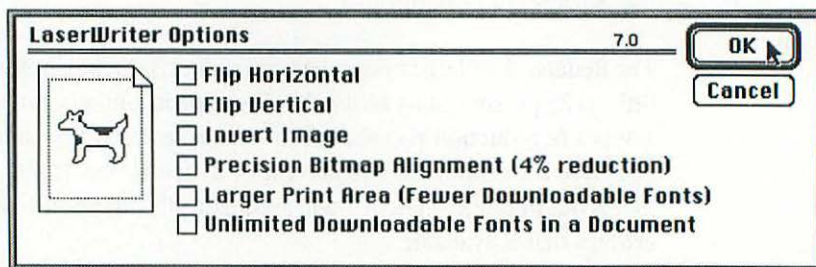 LaserWriter Options 7.0 OK
Cancel
Flip Horizontal
Flip Vertical
Invert Image
Precision Bitmap Alignment (4% reduction)
Larger Print Area (Fewer Downloadable Fonts)
Unlimited Downloadable Fonts in a Document